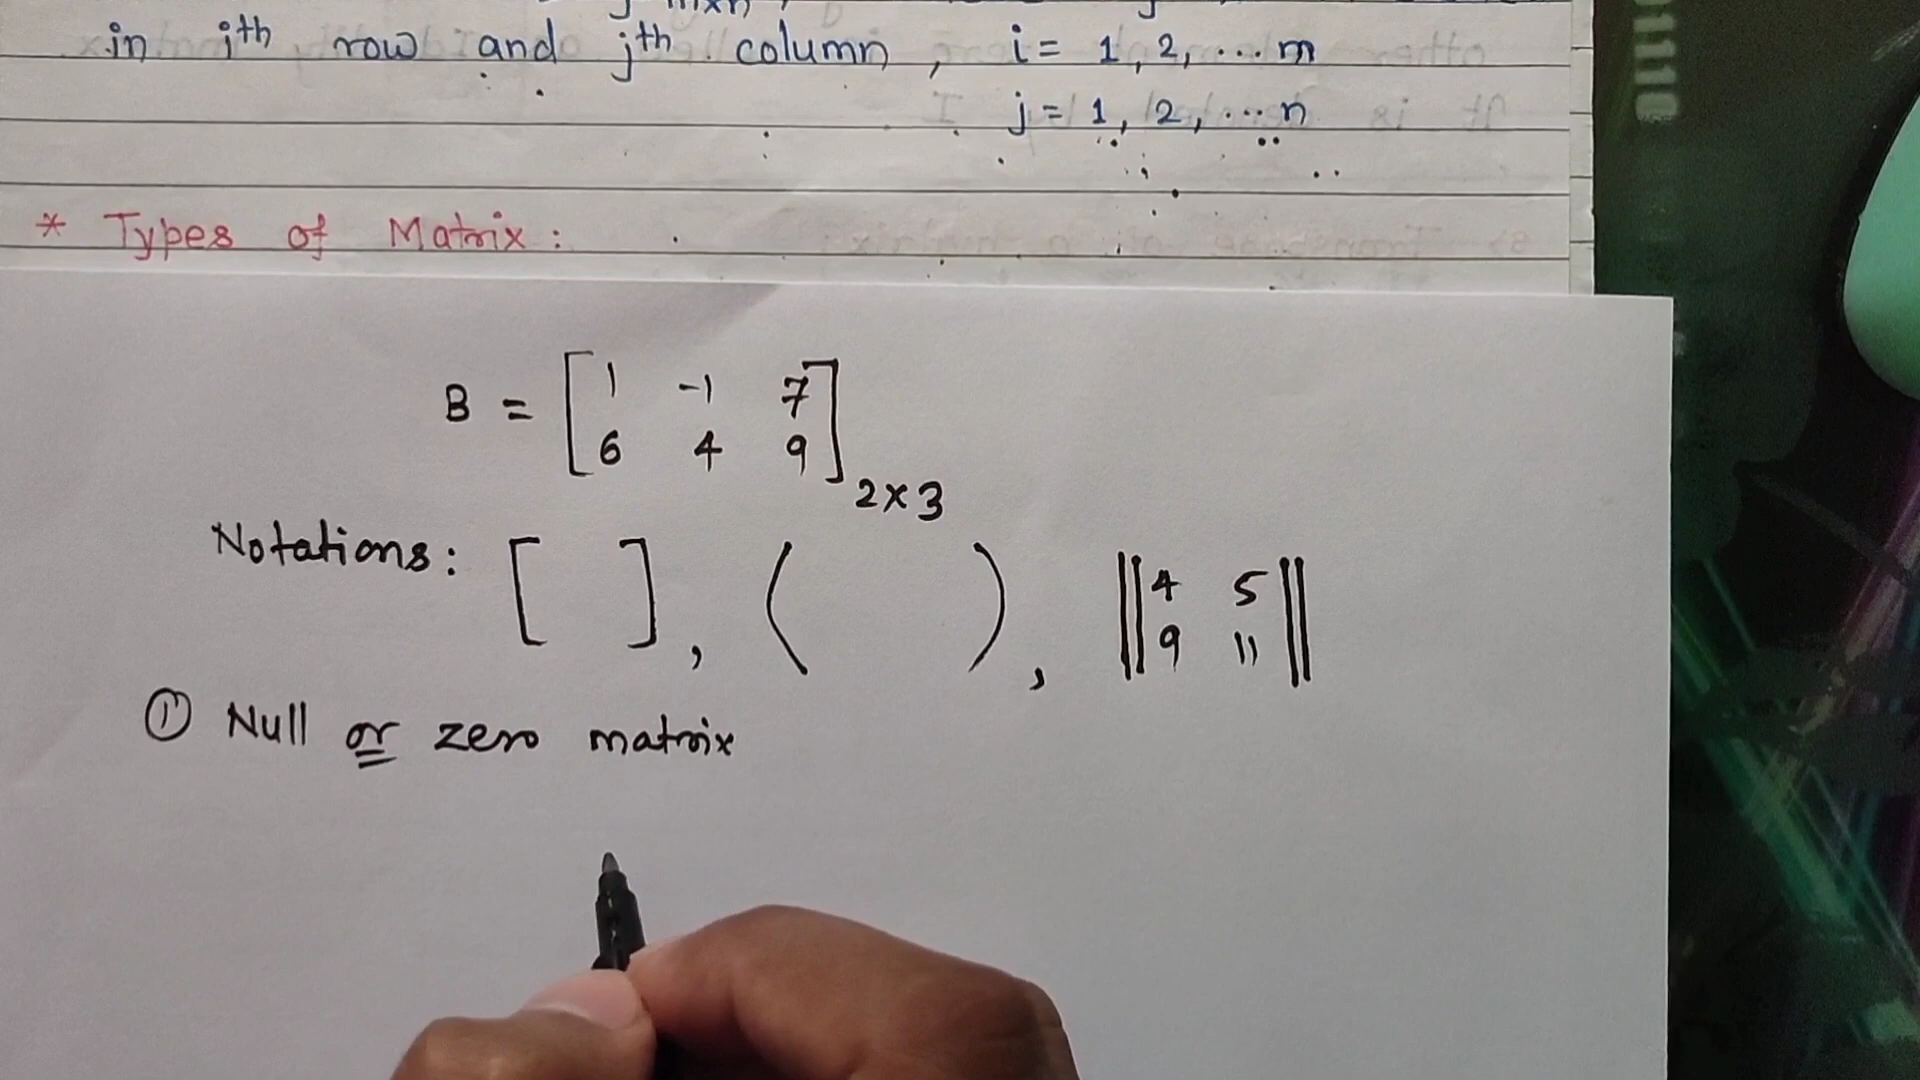 in ith row and jth column, i = 1, 2, ... m
j = 1, 2, ... n
* Types of Matrix :
B = [ 1 -1 7
6 4 9 ] 2×3
Notations : [ ] , ( ) , || 4 5
9 11 ||
① Null or zero matrix